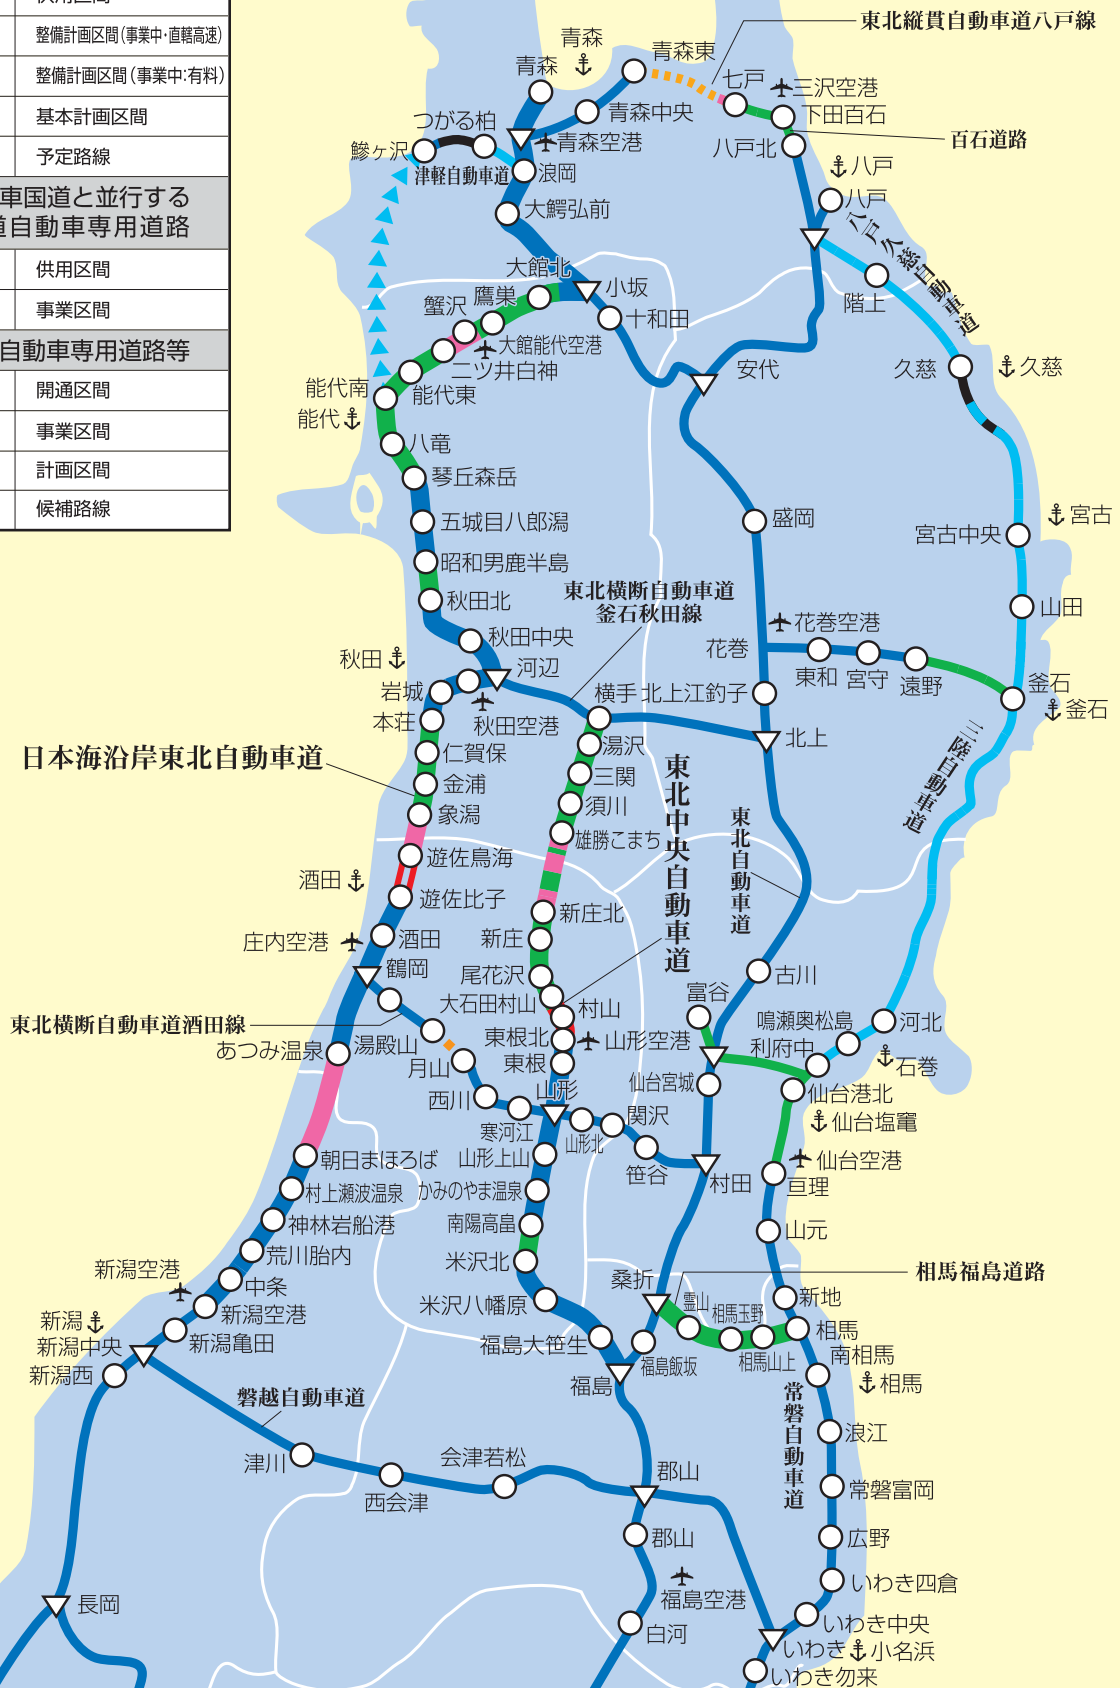 整備計画区間(事業中・直轄高速)
整備計画区間(事業中:有料)
基本計画区間
予定路線
車国道と並行する
道自動車専用道路
供用区間
事業区間
自動車専用道路等
開通区間
事業区間
計画区間
候補路線
東北縦貫自動車道八戸線
青森
青森
青森東
七戸
三沢空港
青森中央
下田百石
百石道路
つがる柏
青森空港
八戸北
鰺ヶ沢
津軽自動車道
浪岡
八戸
八戸
大鰐弘前
八戸久慈自動車道
大館北
小坂
階上
鷹巣
蟹沢
十和田
大館能代空港
二ツ井白神
安代
久慈
久慈
能代南
能代東
能代
八竜
琴丘森岳
五城目八郎潟
盛岡
宮古
宮古中央
昭和男鹿半島
東北横断自動車道
釜石秋田線
秋田北
山田
秋田中央
花巻空港
花巻
東和
宮守
遠野
秋田
河辺
岩城
横手
北上江釣子
釜石
釜石
本荘
秋田空港
北上
三陸自動車道
仁賀保
湯沢
日本海沿岸東北自動車道
三関
金浦
東北中央自動車道
須川
象潟
東北自動車道
雄勝こまち
遊佐鳥海
酒田
遊佐比子
新庄北
庄内空港
酒田
新庄
鶴岡
尾花沢
古川
富谷
大石田村山
村山
東北横断自動車道酒田線
湯殿山
東根北
山形空港
鳴瀬奥松島
河北
あつみ温泉
利府中
月山
東根
石巻
西川
山形
仙台宮城
仙台港北
寒河江
山形北
関沢
仙台塩竈
朝日まほろば
山形上山
笹谷
村田
仙台空港
村上瀬波温泉
かみのやま温泉
亘理
神林岩船港
南陽高畠
山元
荒川胎内
米沢北
新潟空港
中条
桑折
相馬福島道路
新潟空港
米沢八幡原
霊山
相馬玉野
新地
新潟
新潟中央
新潟亀田
福島大笹生
相馬
新潟西
福島飯坂
相馬山上
南相馬
福島
相馬
磐越自動車道
常磐自動車道
浪江
津川
会津若松
郡山
西会津
常磐富岡
郡山
広野
福島空港
いわき四倉
長岡
白河
いわき中央
いわき
小名浜
いわき勿来